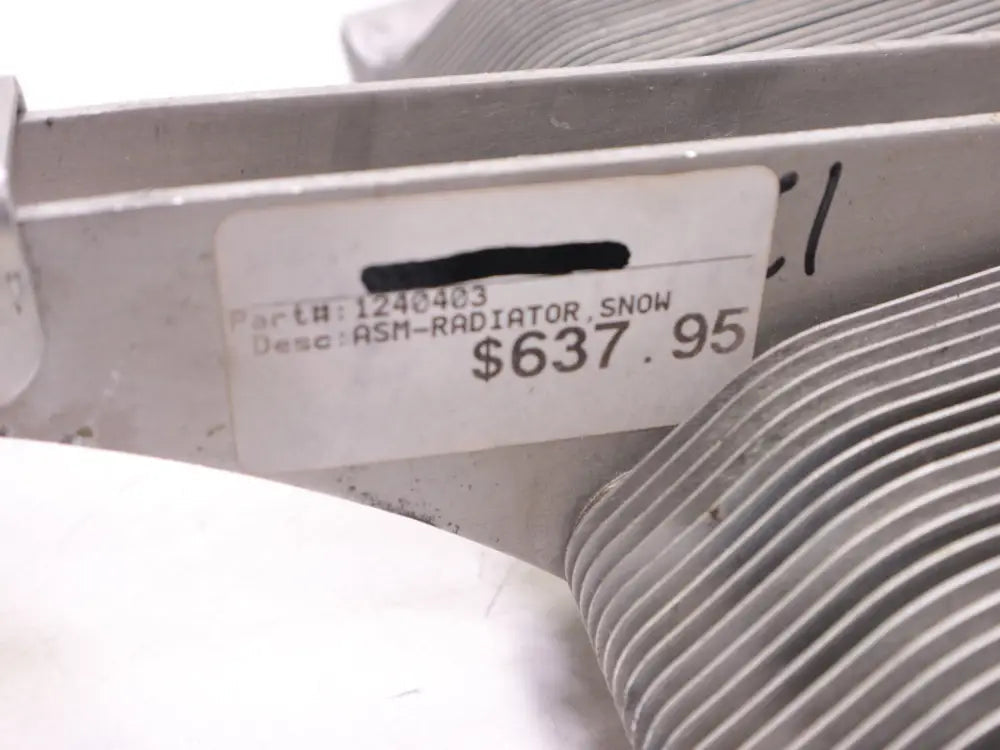 Part#:1240403
Desc:ASM-RADIATOR,SNOW
$637.95